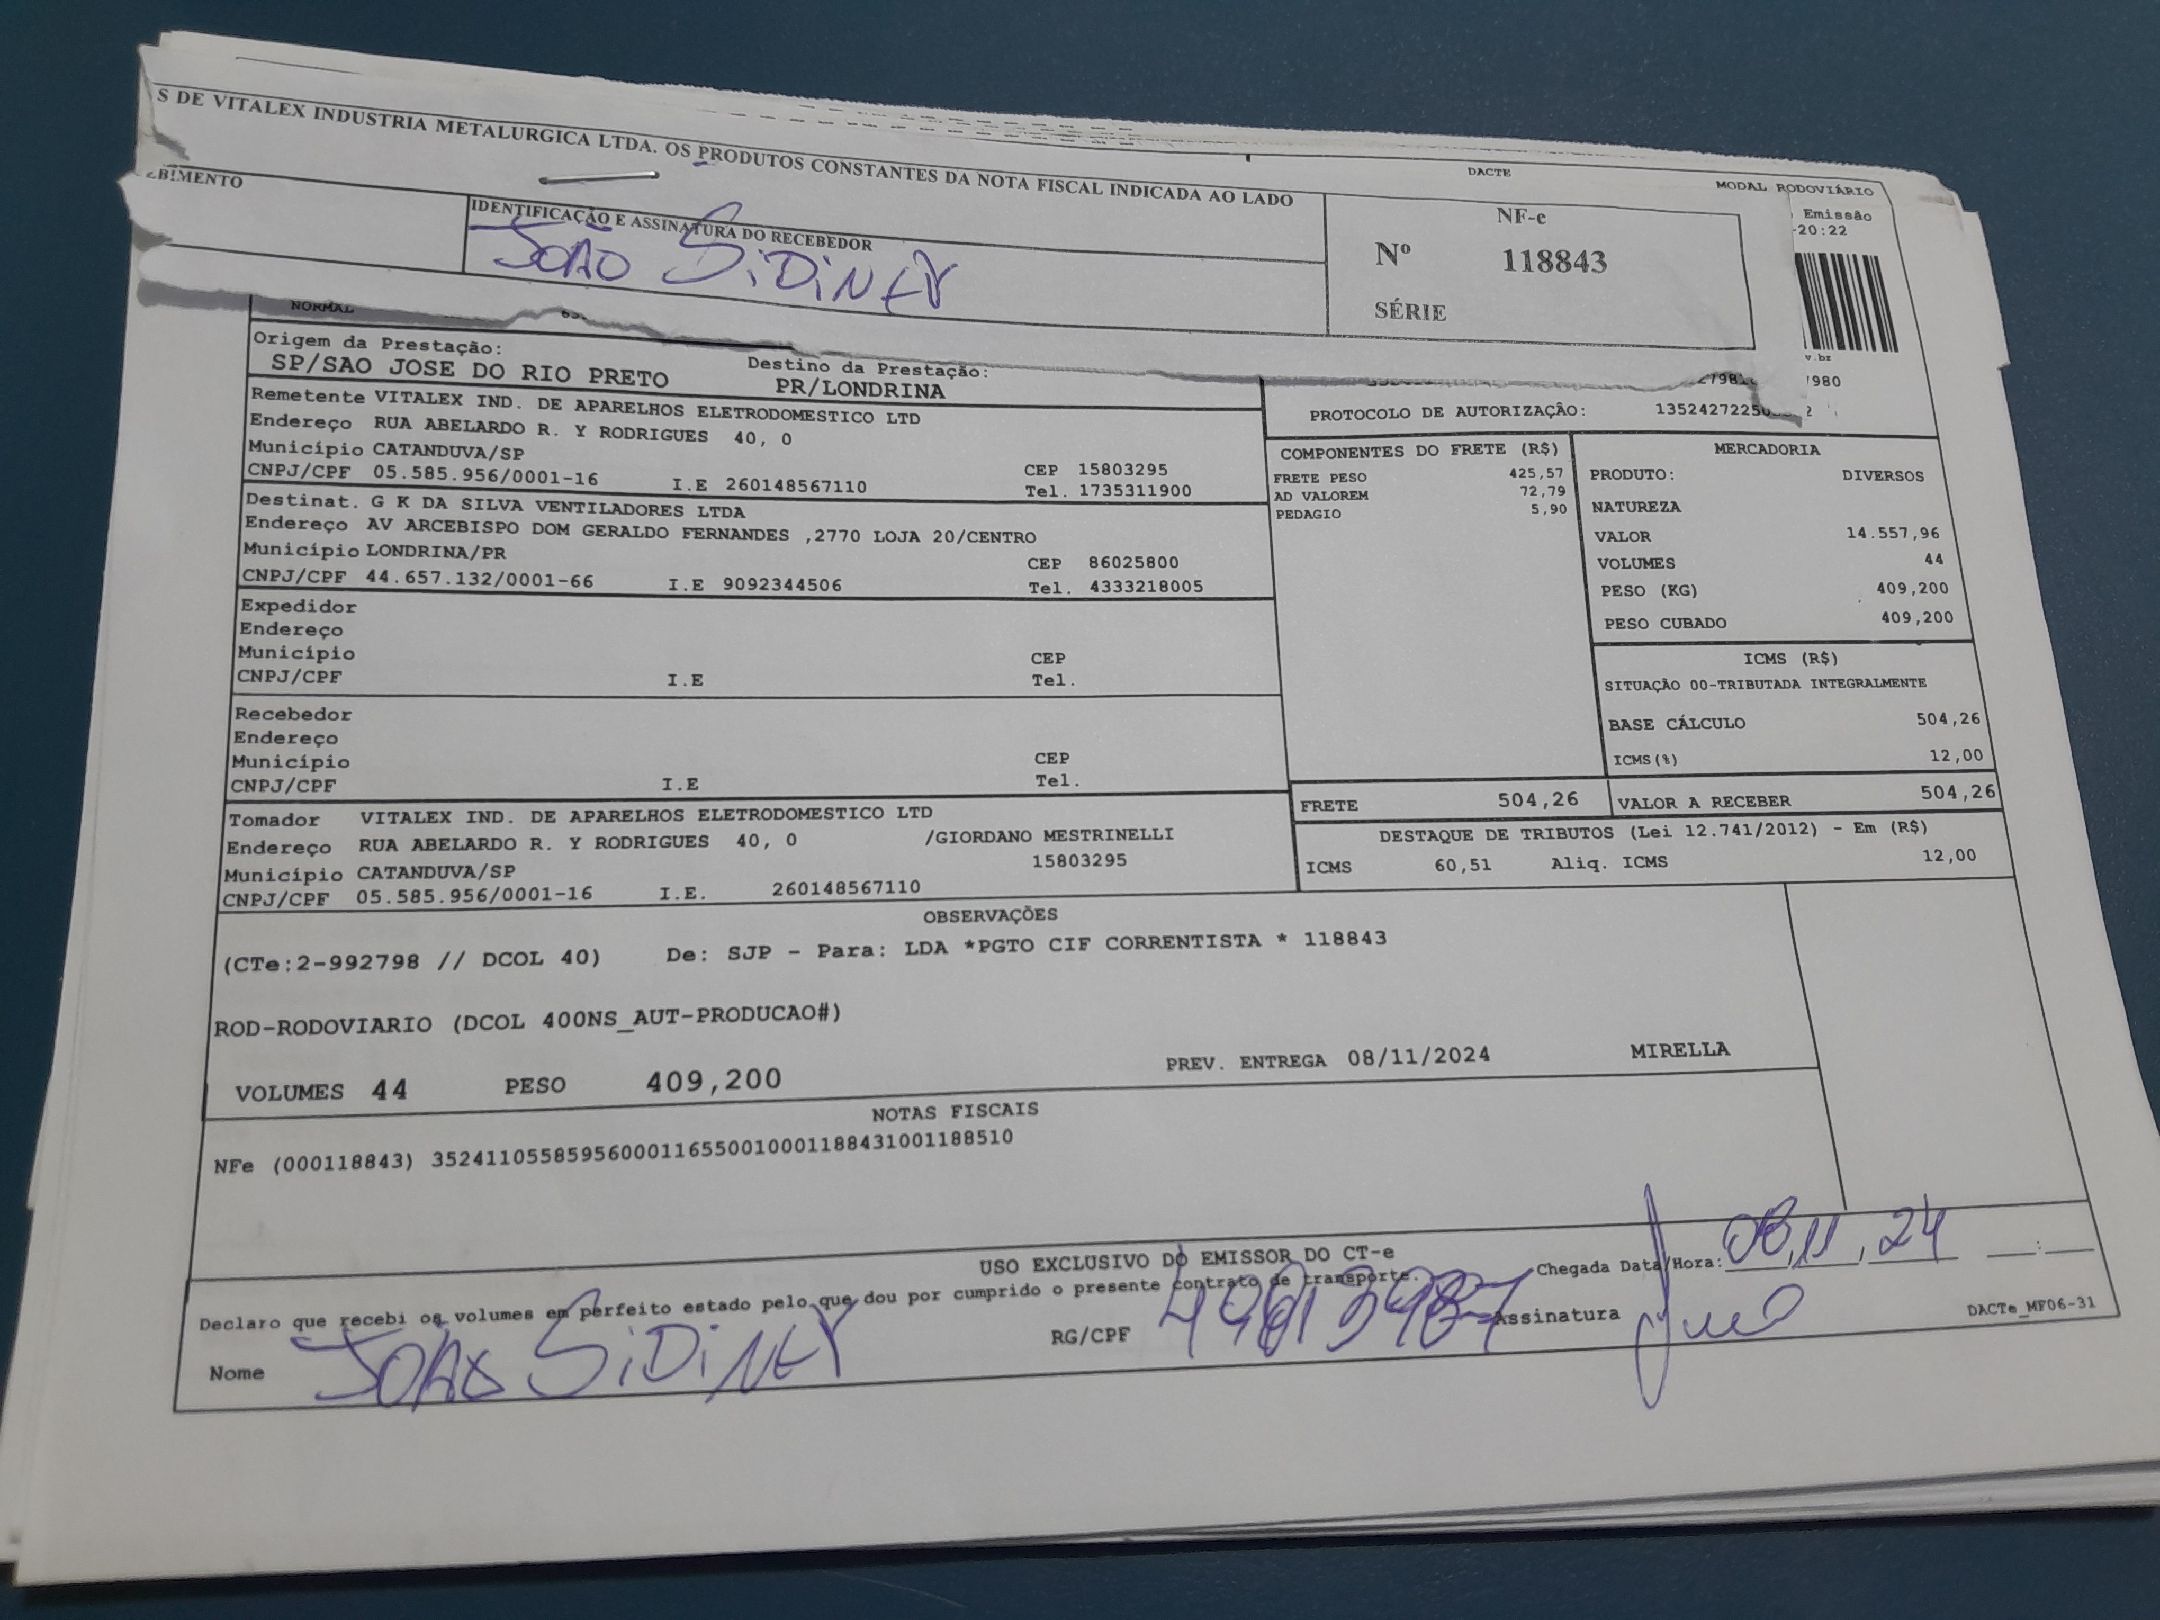 S DE VITALEX INDUSTRIA METALURGICA LTDA. OS PRODUTOS CONSTANTES DA NOTA FISCAL INDICADA AO LADO
DACTE
MODAL RODOVIÁRIO
BIMENTO
IDENTIFICAÇÃO E ASSINATURA DO RECEBEDOR
JOÃO SIDINEY
NF-e
Nº 118843
SÉRIE
Emissão
20:22
v.br
NORMAL
Origem da Prestação:
SP/SAO JOSE DO RIO PRETO
Destino da Prestação:
PR/LONDRINA
Remetente VITALEX IND. DE APARELHOS ELETRODOMESTICO LTD
Endereço RUA ABELARDO R. Y RODRIGUES 40, 0
Município CATANDUVA/SP
CEP 15803295
CNPJ/CPF 05.585.956/0001-16 I.E 260148567110 Tel. 1735311900
Destinat. G K DA SILVA VENTILADORES LTDA
Endereço AV ARCEBISPO DOM GERALDO FERNANDES ,2770 LOJA 20/CENTRO
Município LONDRINA/PR CEP 86025800
CNPJ/CPF 44.657.132/0001-66 I.E 9092344506 Tel. 4333218005
Expedidor
Endereço
Município CEP
CNPJ/CPF I.E Tel.
Recebedor
Endereço
Município CEP
CNPJ/CPF I.E Tel.
Tomador VITALEX IND. DE APARELHOS ELETRODOMESTICO LTD
Endereço RUA ABELARDO R. Y RODRIGUES 40, 0 /GIORDANO MESTRINELLI
Município CATANDUVA/SP 15803295
CNPJ/CPF 05.585.956/0001-16 I.E. 260148567110
PROTOCOLO DE AUTORIZAÇÃO:
COMPONENTES DO FRETE (R$)
FRETE PESO 425,57
AD VALOREM 72,79
PEDAGIO 5,90
MERCADORIA
PRODUTO: DIVERSOS
NATUREZA
VALOR 14.557,96
VOLUMES 44
PESO (KG) 409,200
PESO CUBADO 409,200
ICMS (R$)
SITUAÇÃO 00-TRIBUTADA INTEGRALMENTE
BASE CÁLCULO 504,26
ICMS(%) 12,00
FRETE 504,26 VALOR A RECEBER 504,26
DESTAQUE DE TRIBUTOS (Lei 12.741/2012) - Em (R$)
ICMS 60,51 Aliq. ICMS 12,00
OBSERVAÇÕES
(CTe:2-992798 // DCOL 40) De: SJP - Para: LDA *PGTO CIF CORRENTISTA * 118843
ROD-RODOVIARIO (DCOL 400NS_AUT-PRODUCAO#)
VOLUMES 44 PESO 409,200 PREV. ENTREGA 08/11/2024 MIRELLA
NOTAS FISCAIS
NFe (000118843) 35241105585956000116550010001188431001188510
USO EXCLUSIVO DO EMISSOR DO CT-e
Declaro que recebi os volumes em perfeito estado pelo que dou por cumprido o presente contrato de transporte.
Chegada Data/Hora: 08,11,24 __:__
Nome JOÃO SIDINEY RG/CPF Assinatura
DACTe_MF06-31